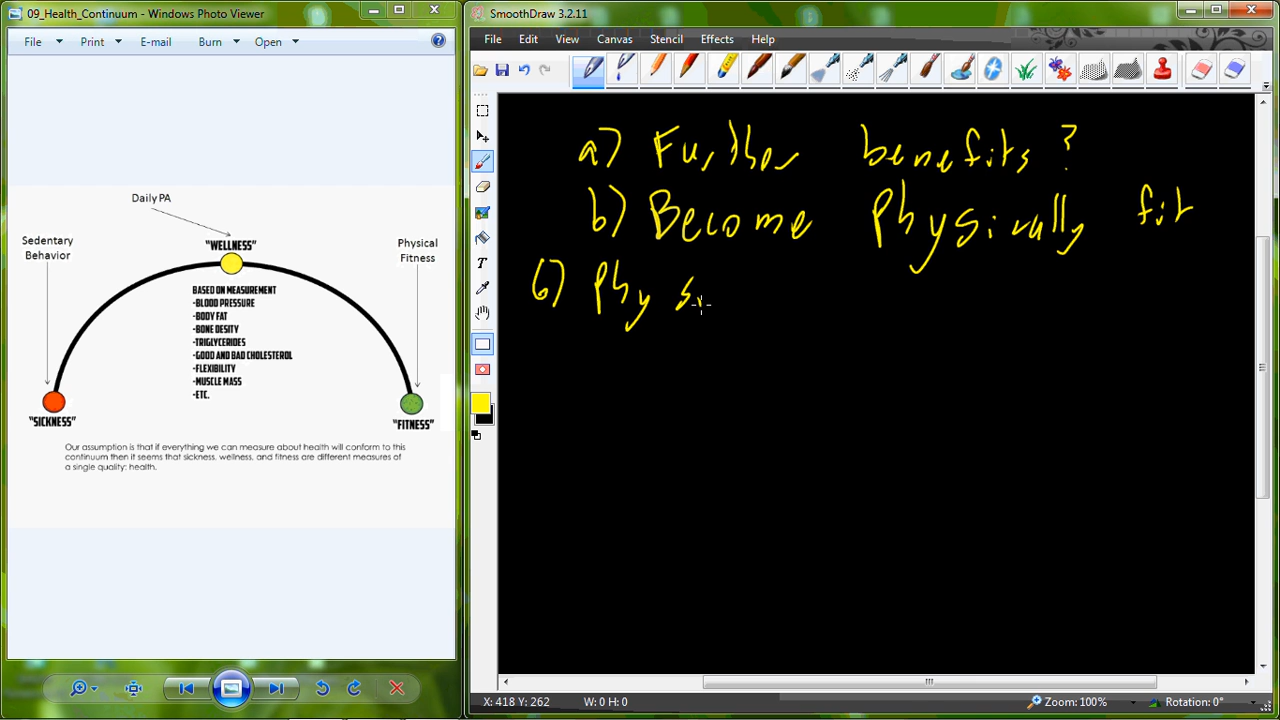 09_Health_Continuum - Windows Photo Viewer
File Print E-mail Burn Open
Daily PA
Sedentary
Behavior
"WELLNESS"
Physical
Fitness
BASED ON MEASUREMENT
-BLOOD PRESSURE
-BODY FAT
-BONE DESITY
-TRIGLYCERIDES
-GOOD AND BAD CHOLESTEROL
-FLEXIBILITY
-MUSCLE MASS
-ETC.
"SICKNESS"
"FITNESS"
Our assumption is that if everything we can measure about health will conform to this
continuum then it seems that sickness, wellness, and fitness are different measures of
a single quality: health.
SmoothDraw 3.2.11
File Edit View Canvas Stencil Effects Help
a) Further benefits?
b) Become Physically fit
6) Phys
X: 418 Y: 262 W: 0 H: 0 Zoom: 100% Rotation: 0°